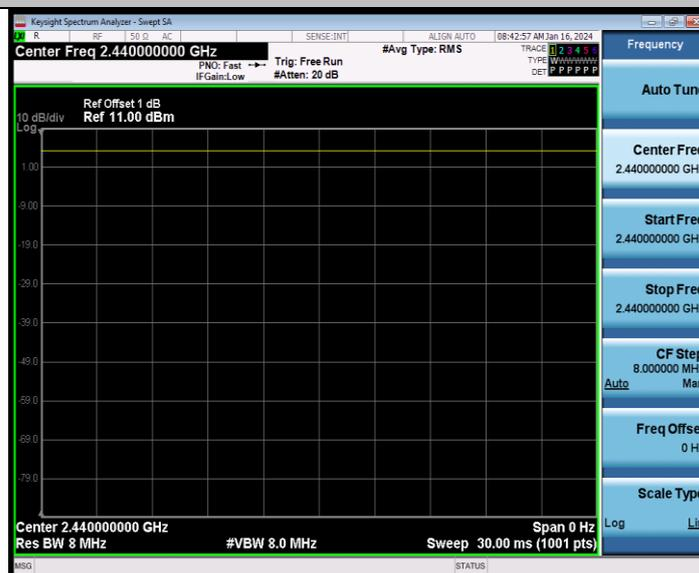 Keysight Spectrum Analyzer - Swept SA
R RF 50 Ω AC SENSE:INT ALIGN AUTO 08:42:57 AM Jan 16, 2024
Center Freq 2.440000000 GHz
#Avg Type: RMS
TRACE 1 2 3 4 5 6
PNO: Fast Trig: Free Run
TYPE WWWWWW
IFGain:Low #Atten: 20 dB
DET P P P P P P
Ref Offset 1 dB
10 dB/div Ref 11.00 dBm
Log
1.00
-9.00
-19.0
-29.0
-39.0
-49.0
-59.0
-69.0
-79.0
Center 2.440000000 GHz Span 0 Hz
Res BW 8 MHz #VBW 8.0 MHz Sweep 30.00 ms (1001 pts)
MSG STATUS
Frequency
Auto Tun
Center Fre
2.440000000 GH
Start Fre
2.440000000 GH
Stop Fre
2.440000000 GH
CF Step
8.000000 MH
Auto Ma
Freq Offse
0 H
Scale Type
Log Li